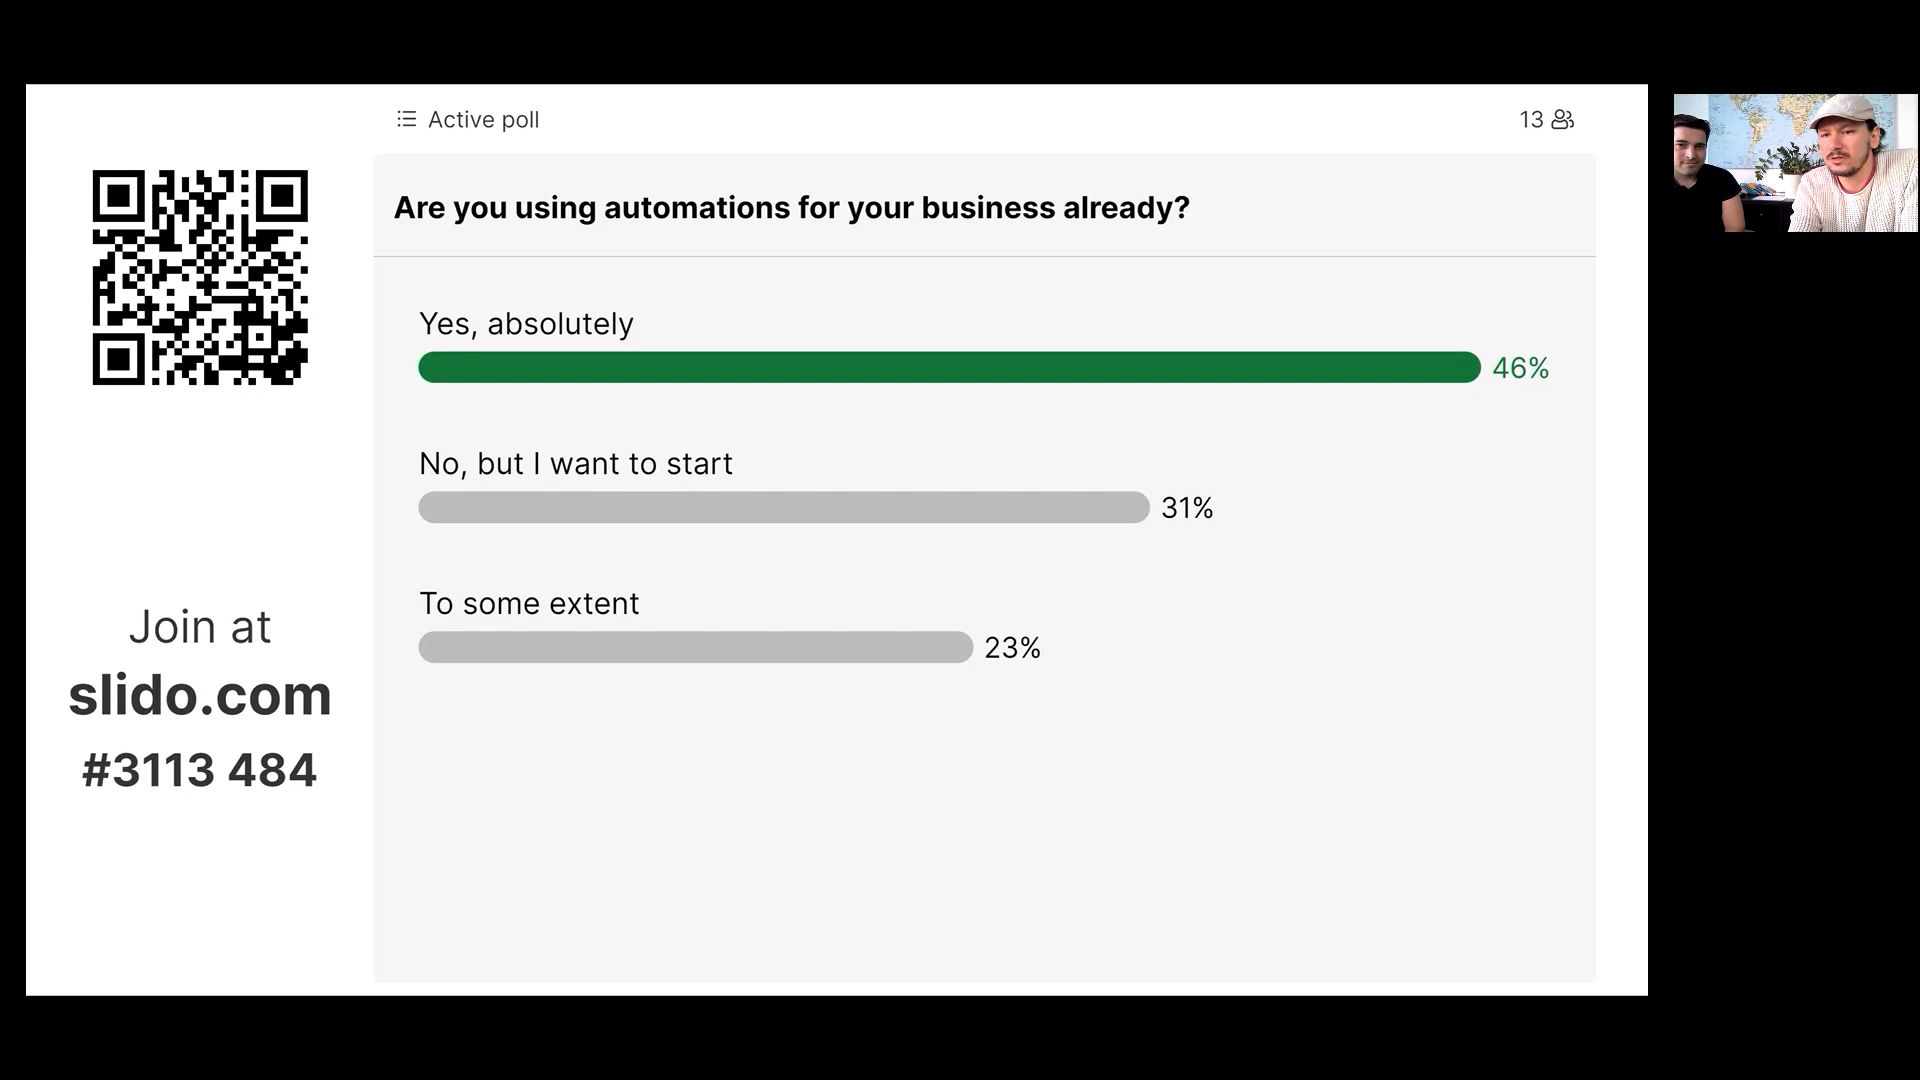 Active poll
13
Are you using automations for your business already?
Yes, absolutely
46%
No, but I want to start
31%
To some extent
23%
Join at
slido.com
#3113 484